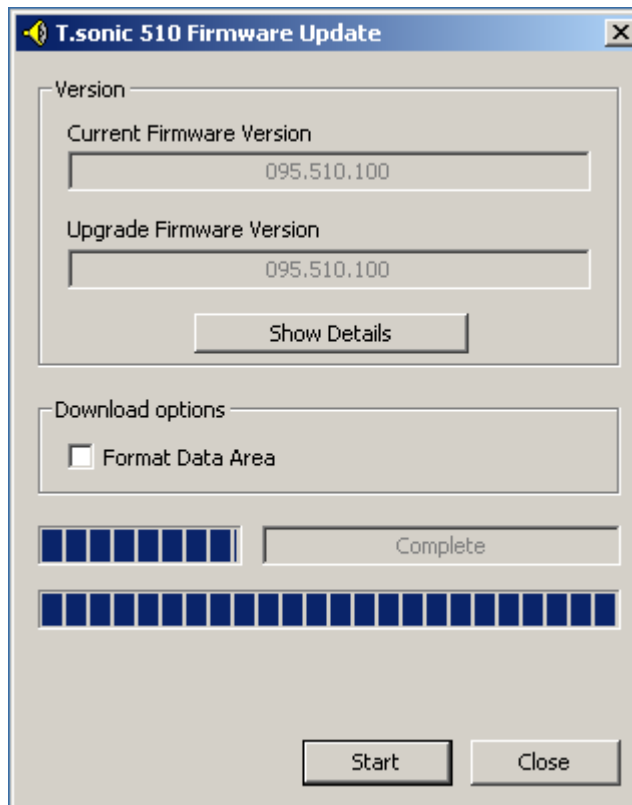 T.sonic 510 Firmware Update
Version
Current Firmware Version
095.510.100
Upgrade Firmware Version
095.510.100
Show Details
Download options
Format Data Area
Complete
Start
Close